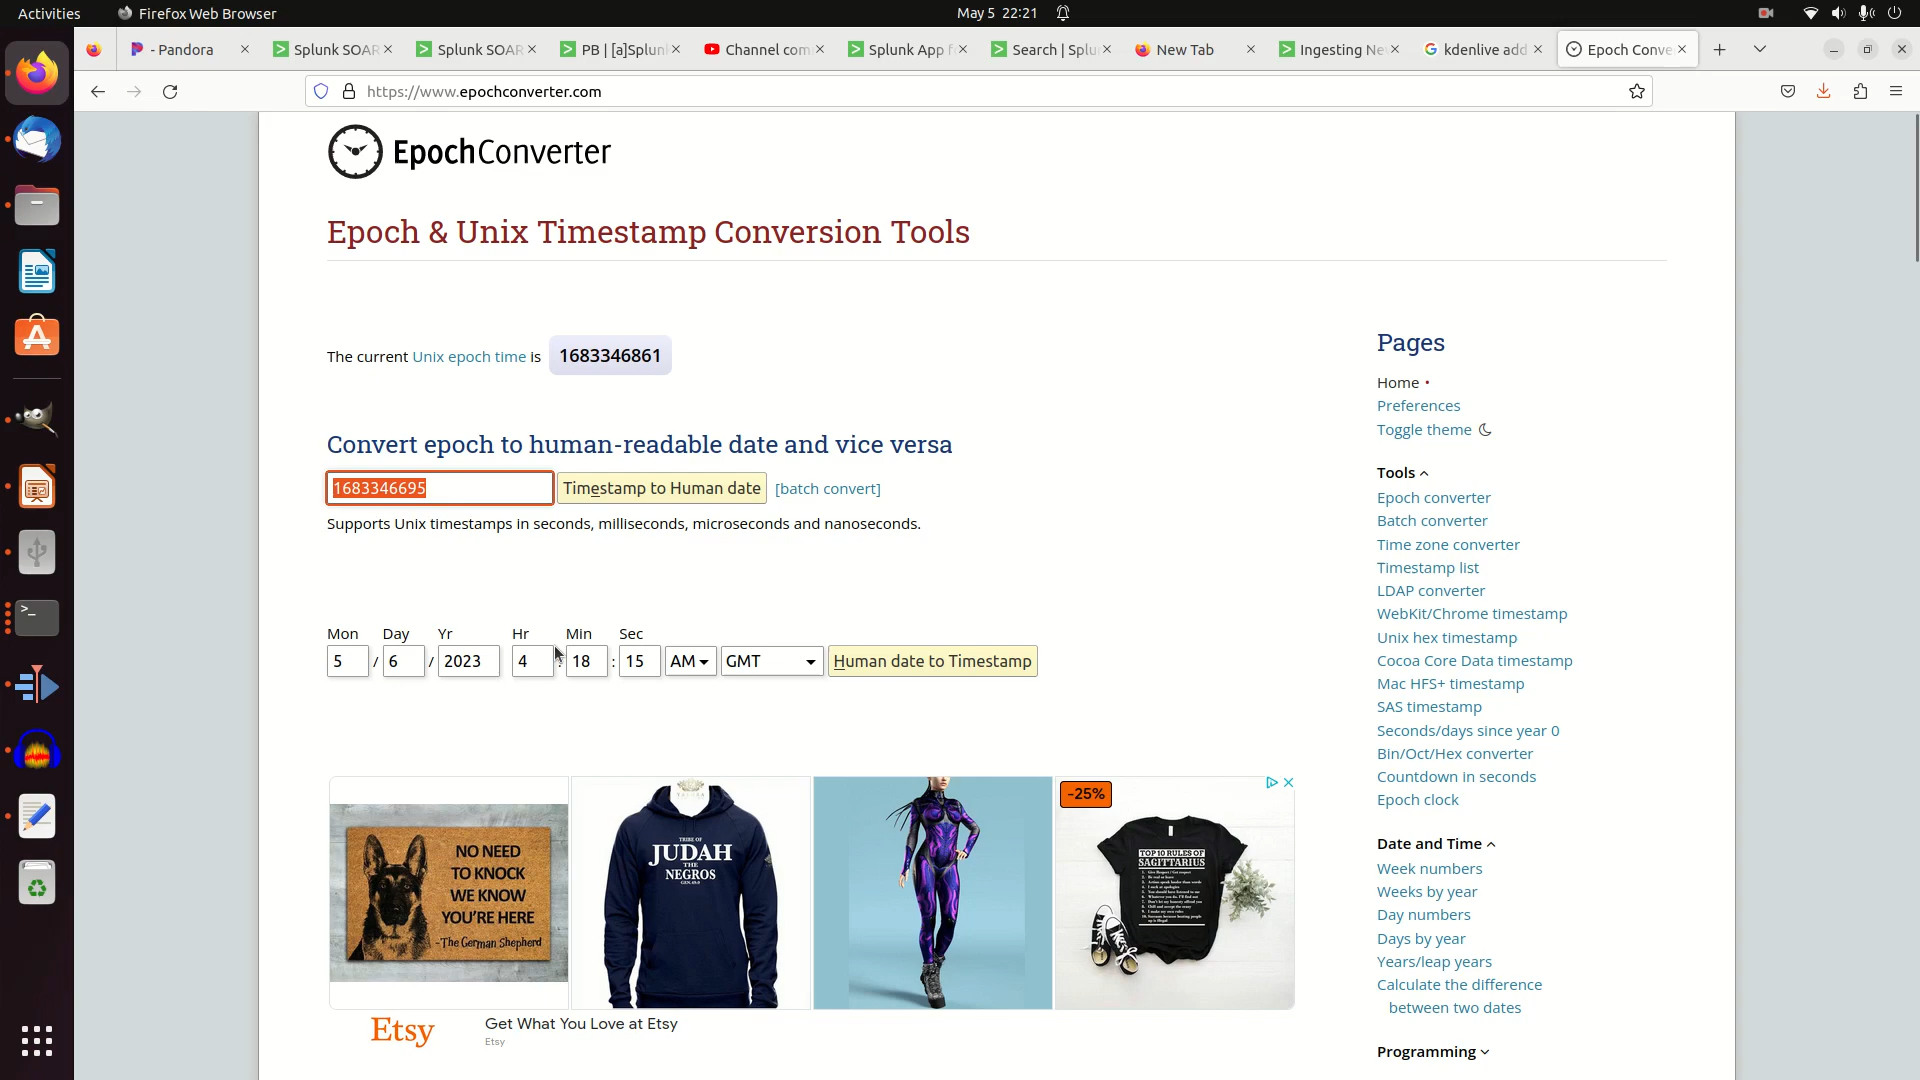 Activities
Firefox Web Browser
May 5 22:21
- Pandora
Splunk SOAR
Splunk SOAR
PB | [a]Splun
Channel com
Splunk App f
Search | Splu
New Tab
Ingesting Ne
kdenlive add
Epoch Conve
https://www.epochconverter.com
EpochConverter
Epoch & Unix Timestamp Conversion Tools
The current Unix epoch time is 1683346861
Convert epoch to human-readable date and vice versa
1683346695 Timestamp to Human date [batch convert]
Supports Unix timestamps in seconds, milliseconds, microseconds and nanoseconds.
Mon Day Yr Hr Min Sec
5 / 6 / 2023 4 : 18 : 15 AM GMT Human date to Timestamp
NO NEED
TO KNOCK
WE KNOW
YOU'RE HERE
-The German Shepherd
TRIBE OF
JUDAH
THE
NEGROS
-25%
TOP 10 RULES OF
SAGITTARIUS
Etsy
Get What You Love at Etsy
Etsy
Pages
Home •
Preferences
Toggle theme
Tools
Epoch converter
Batch converter
Time zone converter
Timestamp list
LDAP converter
WebKit/Chrome timestamp
Unix hex timestamp
Cocoa Core Data timestamp
Mac HFS+ timestamp
SAS timestamp
Seconds/days since year 0
Bin/Oct/Hex converter
Countdown in seconds
Epoch clock
Date and Time
Week numbers
Weeks by year
Day numbers
Days by year
Years/leap years
Calculate the difference
between two dates
Programming